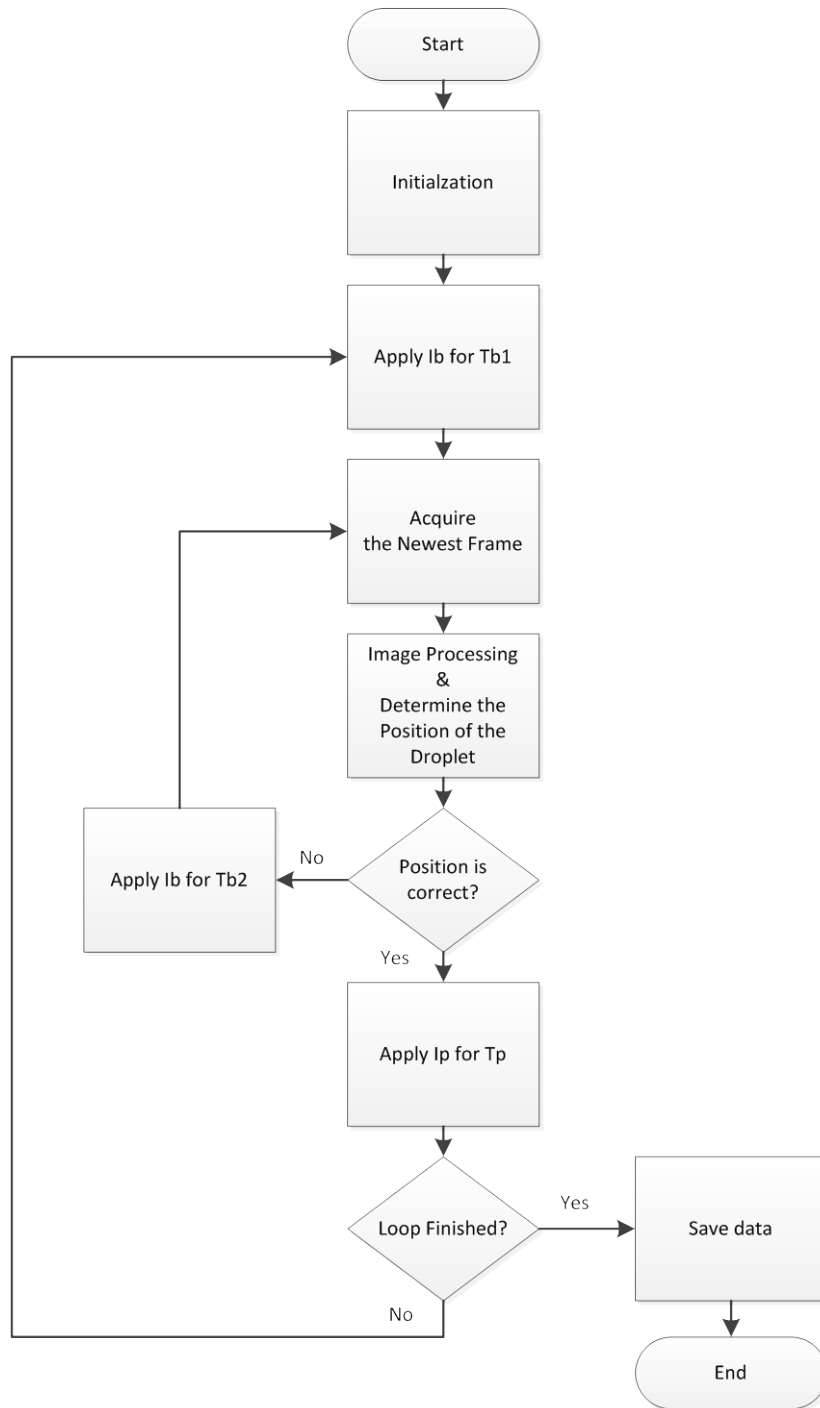 Start
Initialzation
Apply Ib for Tb1
Acquire
the Newest Frame
Image Processing
&
Determine the
Position of the
Droplet
Position is
correct?
No
Apply Ib for Tb2
Yes
Apply Ip for Tp
Loop Finished?
Yes
Save data
No
End